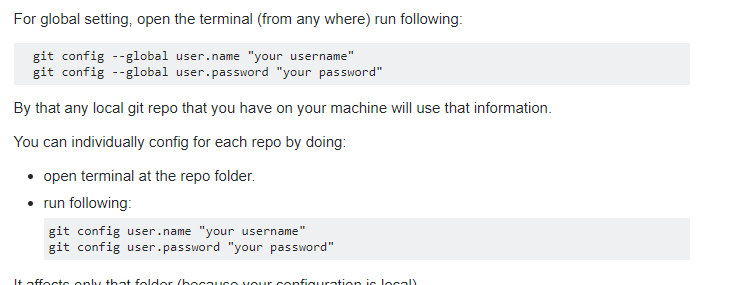 For global setting, open the terminal (from any where) run following:
git config --global user.name "your username"
git config --global user.password "your password"
By that any local git repo that you have on your machine will use that information.
You can individually config for each repo by doing:
• open terminal at the repo folder.
• run following:
git config user.name "your username"
git config user.password "your password"
It affects only that folder (because your configuration is local)